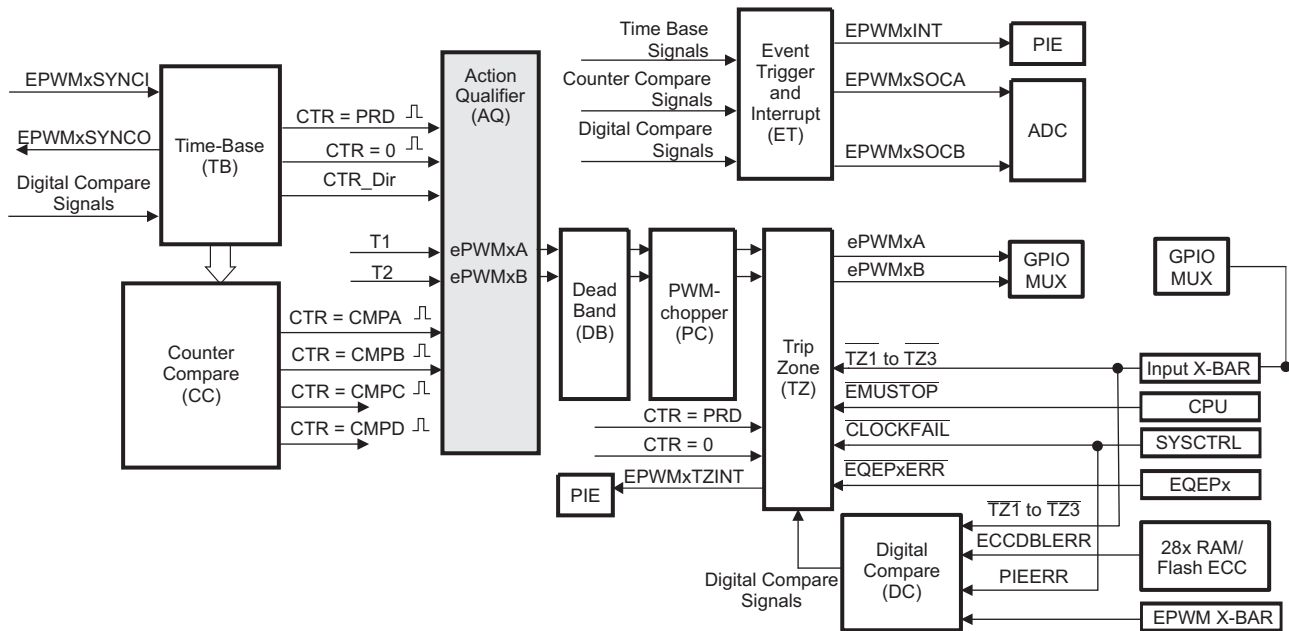 EPWMxSYNCI
EPWMxSYNCO
Digital Compare
Signals
Time-Base
(TB)
CTR = PRD
CTR = 0
CTR_Dir
T1
T2
Counter
Compare
(CC)
CTR = CMPA
CTR = CMPB
CTR = CMPC
CTR = CMPD
Action
Qualifier
(AQ)
ePWMxA
ePWMxB
Dead
Band
(DB)
PWM-
chopper
(PC)
Time Base
Signals
Counter Compare
Signals
Digital Compare
Signals
Event
Trigger
and
Interrupt
(ET)
EPWMxINT
EPWMxSOCA
EPWMxSOCB
PIE
ADC
Trip
Zone
(TZ)
ePWMxA
ePWMxB
GPIO
MUX
GPIO
MUX
TZ1 to TZ3
EMUSTOP
CLOCKFAIL
EQEPxERR
Input X-BAR
CPU
SYSCTRL
EQEPx
CTR = PRD
CTR = 0
EPWMxTZINT
PIE
Digital Compare
Signals
Digital
Compare
(DC)
TZ1 to TZ3
ECCDBLERR
PIEERR
28x RAM/
Flash ECC
EPWM X-BAR